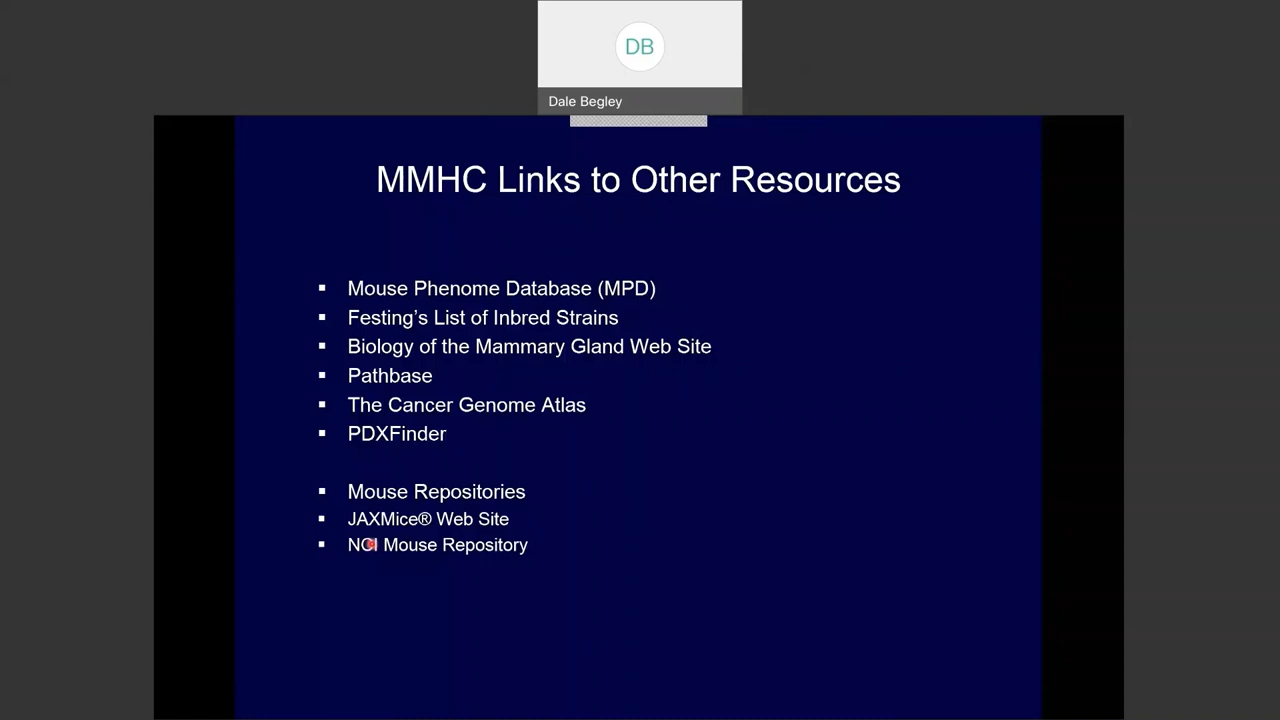 DB
Dale Begley
MMHC Links to Other Resources
▪ Mouse Phenome Database (MPD)
▪ Festing's List of Inbred Strains
▪ Biology of the Mammary Gland Web Site
▪ Pathbase
▪ The Cancer Genome Atlas
▪ PDXFinder
▪ Mouse Repositories
▪ JAXMice® Web Site
▪ NCI Mouse Repository